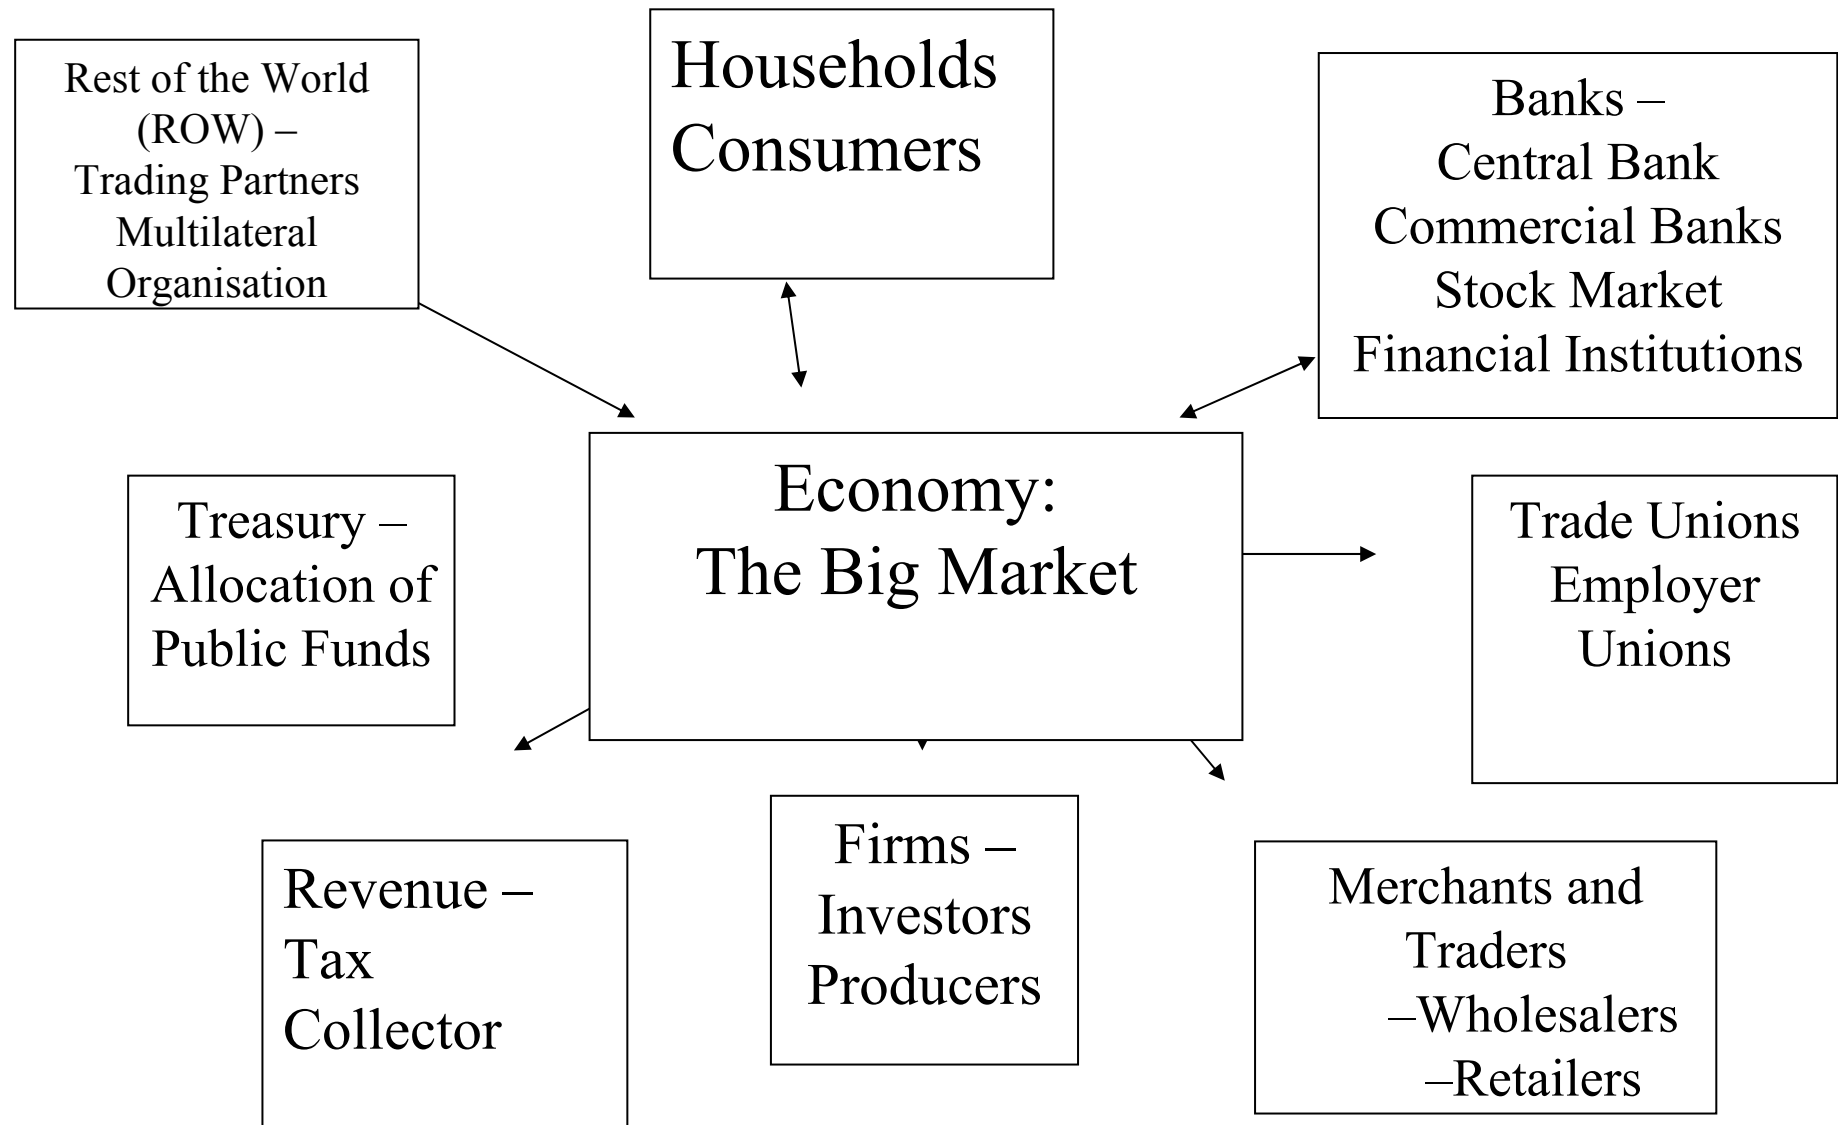 Rest of the World
(ROW) –
Trading Partners
Multilateral
Organisation
Households
Consumers
Banks –
Central Bank
Commercial Banks
Stock Market
Financial Institutions
Treasury –
Allocation of
Public Funds
Economy:
The Big Market
Trade Unions
Employer
Unions
Revenue –
Tax
Collector
Firms –
Investors
Producers
Merchants and
Traders
–Wholesalers
–Retailers